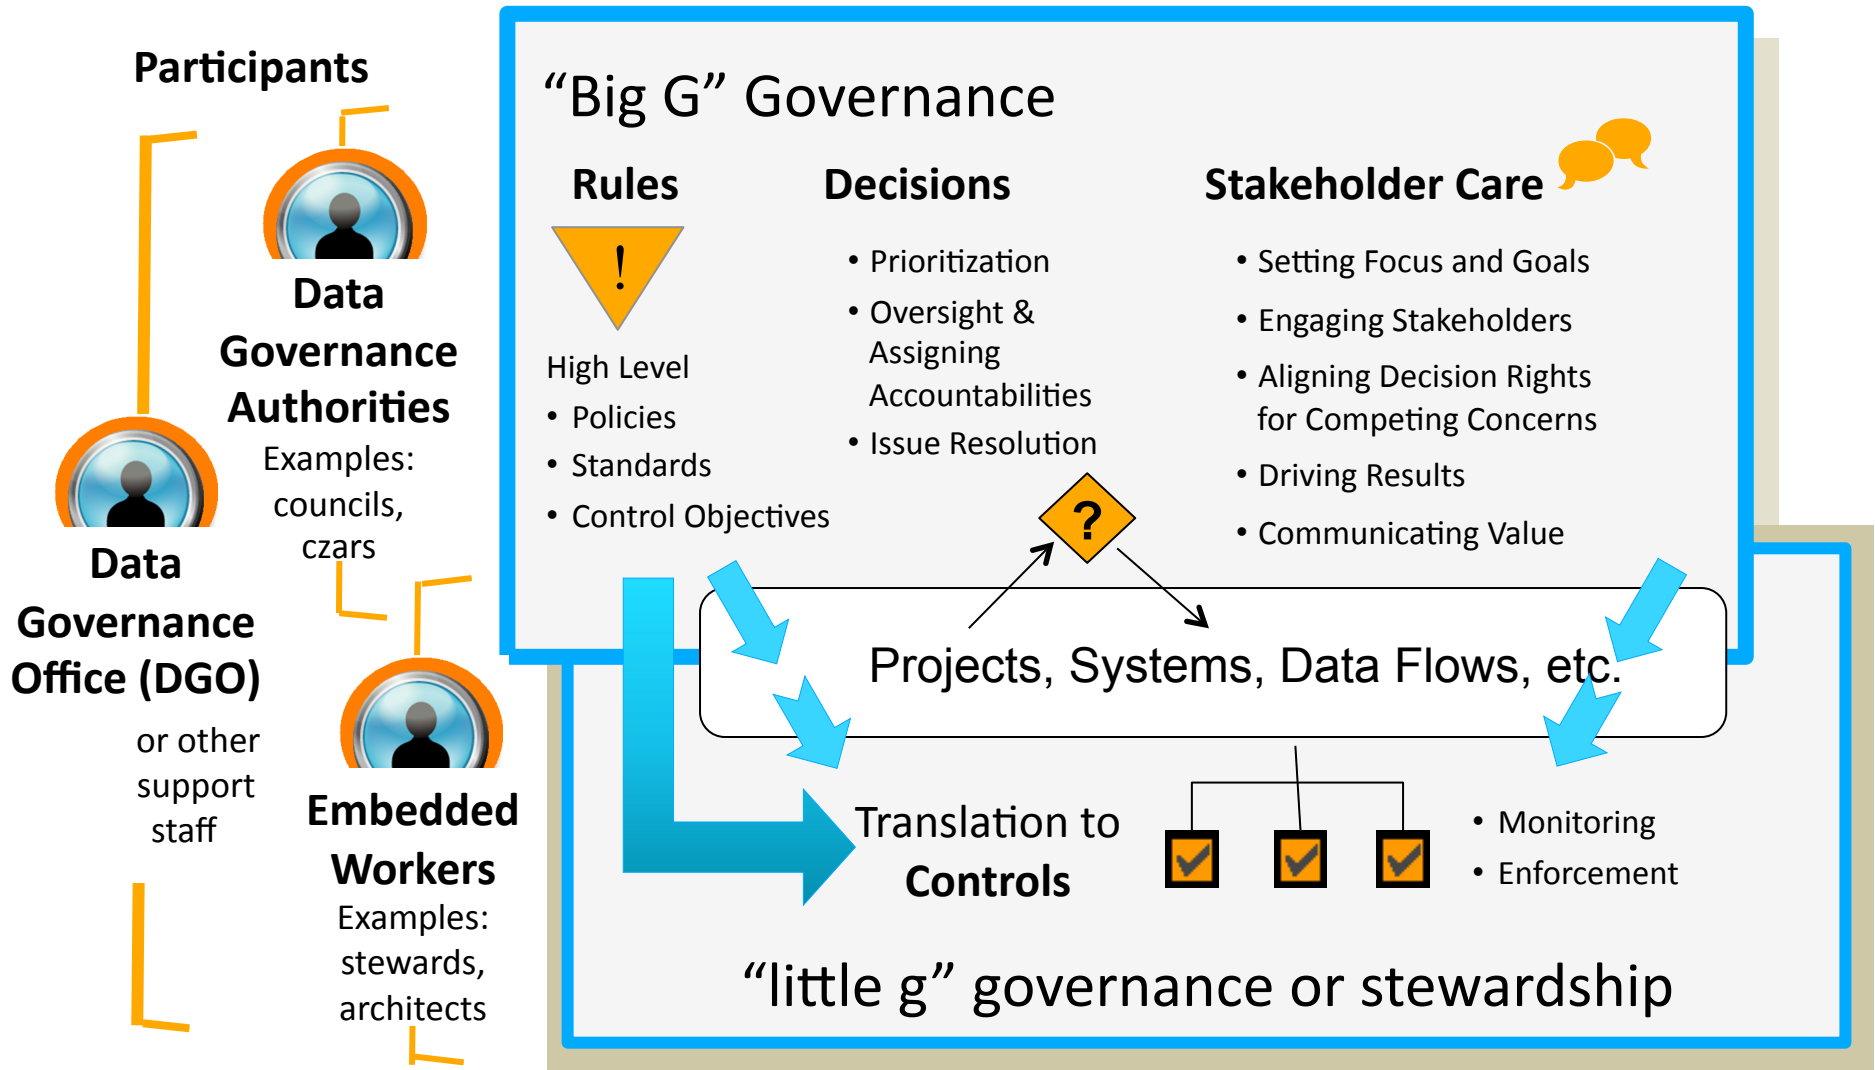 Participants
Data
Governance
Authorities
Examples:
councils,
czars
Data
Governance
Office (DGO)
or other
support
staff
Embedded
Workers
Examples:
stewards,
architects
“Big G” Governance
Rules
!
High Level
• Policies
• Standards
• Control Objectives
Decisions
• Prioritization
• Oversight &
Assigning
Accountabilities
• Issue Resolution
?
Stakeholder Care
• Setting Focus and Goals
• Engaging Stakeholders
• Aligning Decision Rights
for Competing Concerns
• Driving Results
• Communicating Value
Projects, Systems, Data Flows, etc.
Translation to
Controls
• Monitoring
• Enforcement
“little g” governance or stewardship